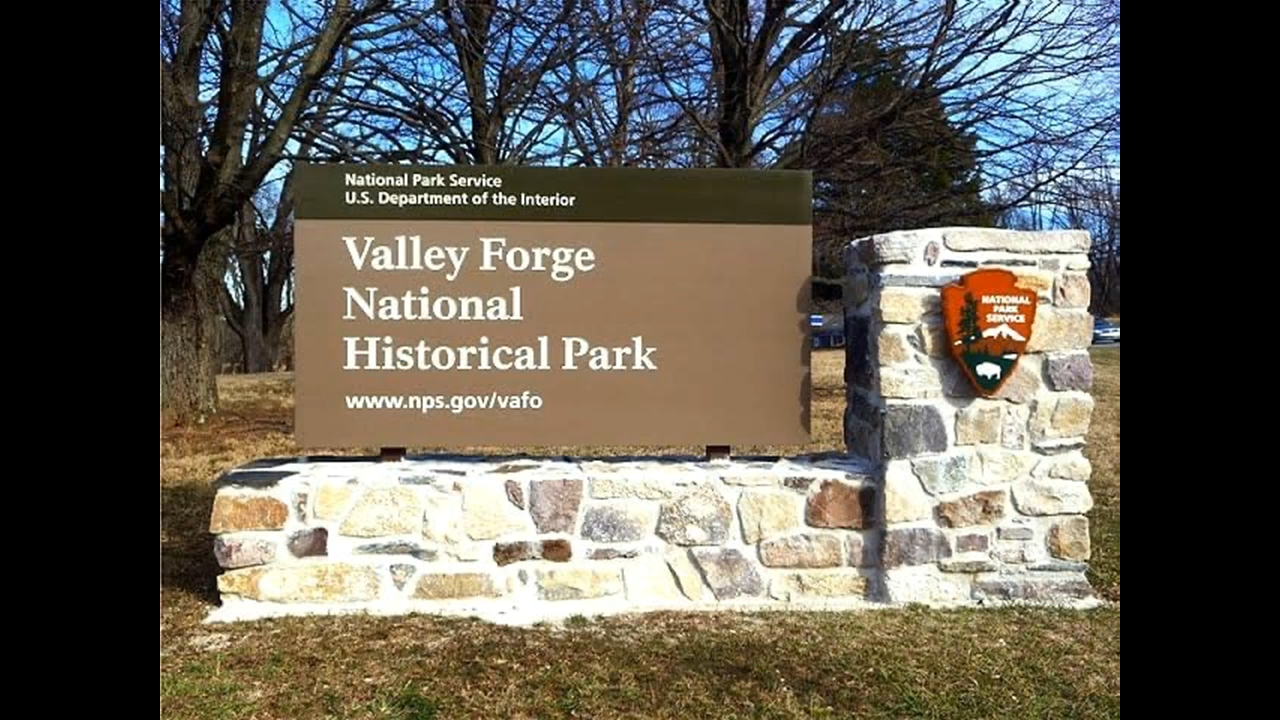 National Park Service
U.S. Department of the Interior
Valley Forge
National
Historical Park
www.nps.gov/vafo
NATIONAL
PARK
SERVICE